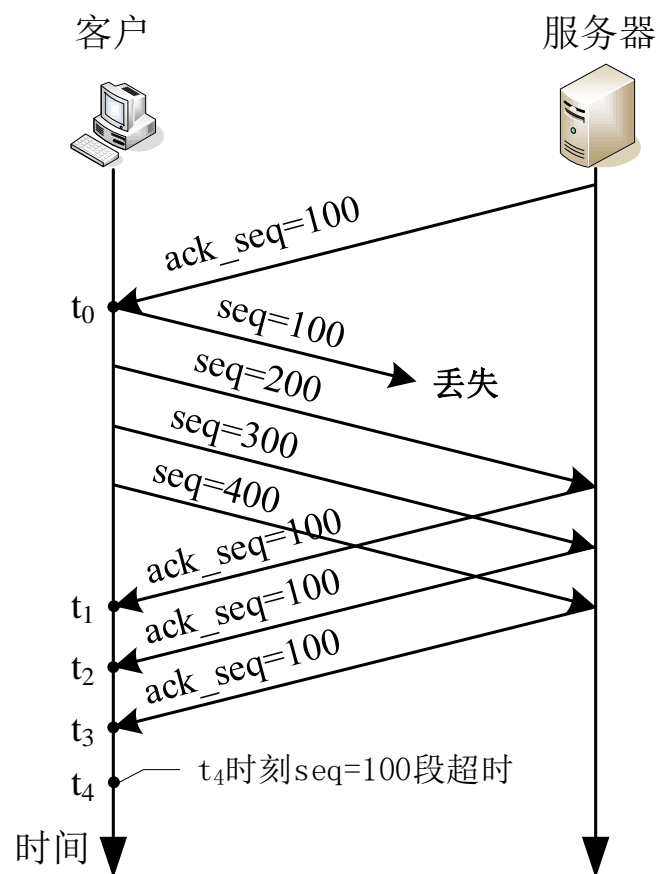 客户
服务器
ack_seq=100
t0
seq=100
丢失
seq=200
seq=300
seq=400
ack_seq=100
t1
ack_seq=100
t2
ack_seq=100
t3
t4
t4时刻seq=100段超时
时间